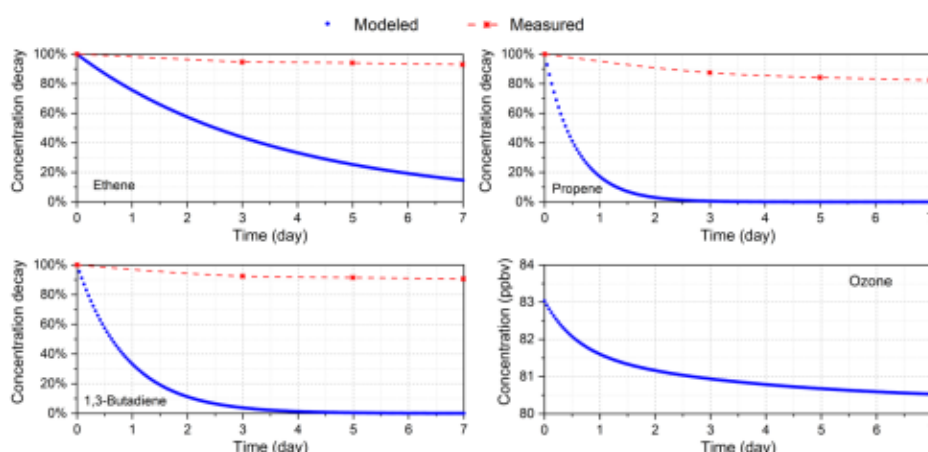 Modeled Measured
100%
80%
60%
40%
20%
0%
Concentration decay
Ethene
0 1 2 3 4 5 6 7
Time (day)
100%
80%
60%
40%
20%
0%
Concentration decay
Propene
0 1 2 3 4 5 6 7
Time (day)
100%
80%
60%
40%
20%
0%
Concentration decay
1,3-Butadiene
0 1 2 3 4 5 6 7
Time (day)
84
83
82
81
80
Concentration (ppbv)
Ozone
0 1 2 3 4 5 6 7
Time (day)